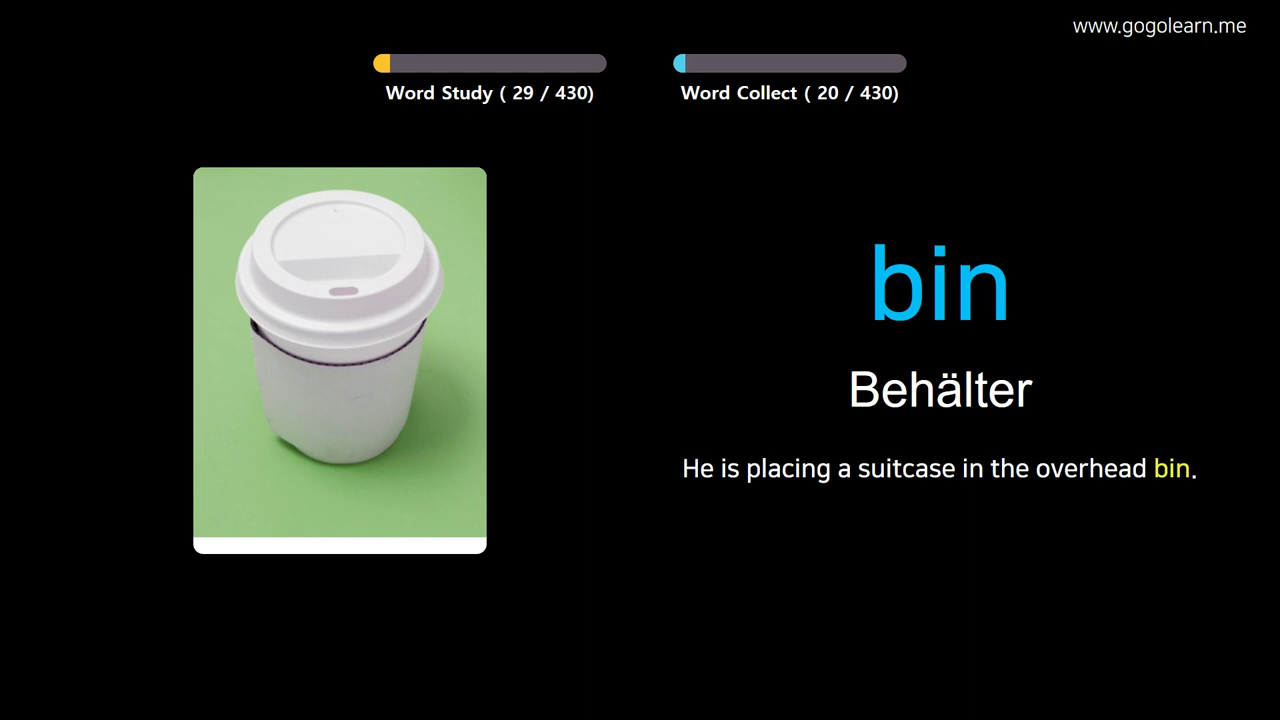 www.gogolearn.me
Word Study ( 29 / 430)
Word Collect ( 20 / 430)
bin
Behälter
He is placing a suitcase in the overhead bin.